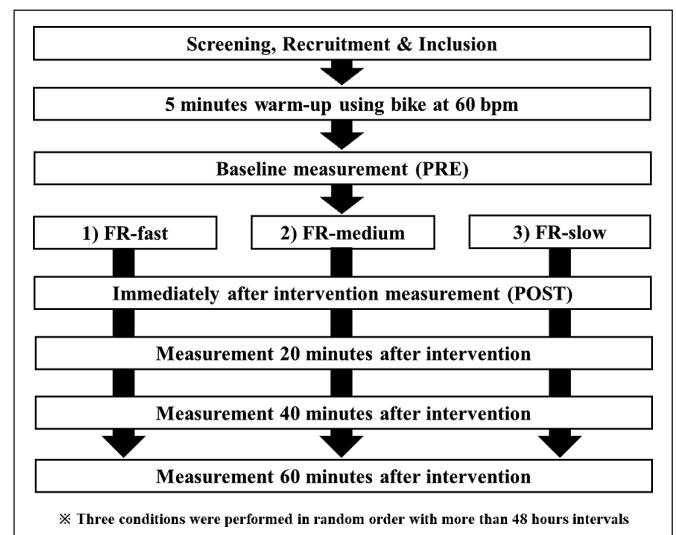 Screening, Recruitment & Inclusion
5 minutes warm-up using bike at 60 bpm
Baseline measurement (PRE)
1) FR-fast
2) FR-medium
3) FR-slow
Immediately after intervention measurement (POST)
Measurement 20 minutes after intervention
Measurement 40 minutes after intervention
Measurement 60 minutes after intervention
※ Three conditions were performed in random order with more than 48 hours intervals